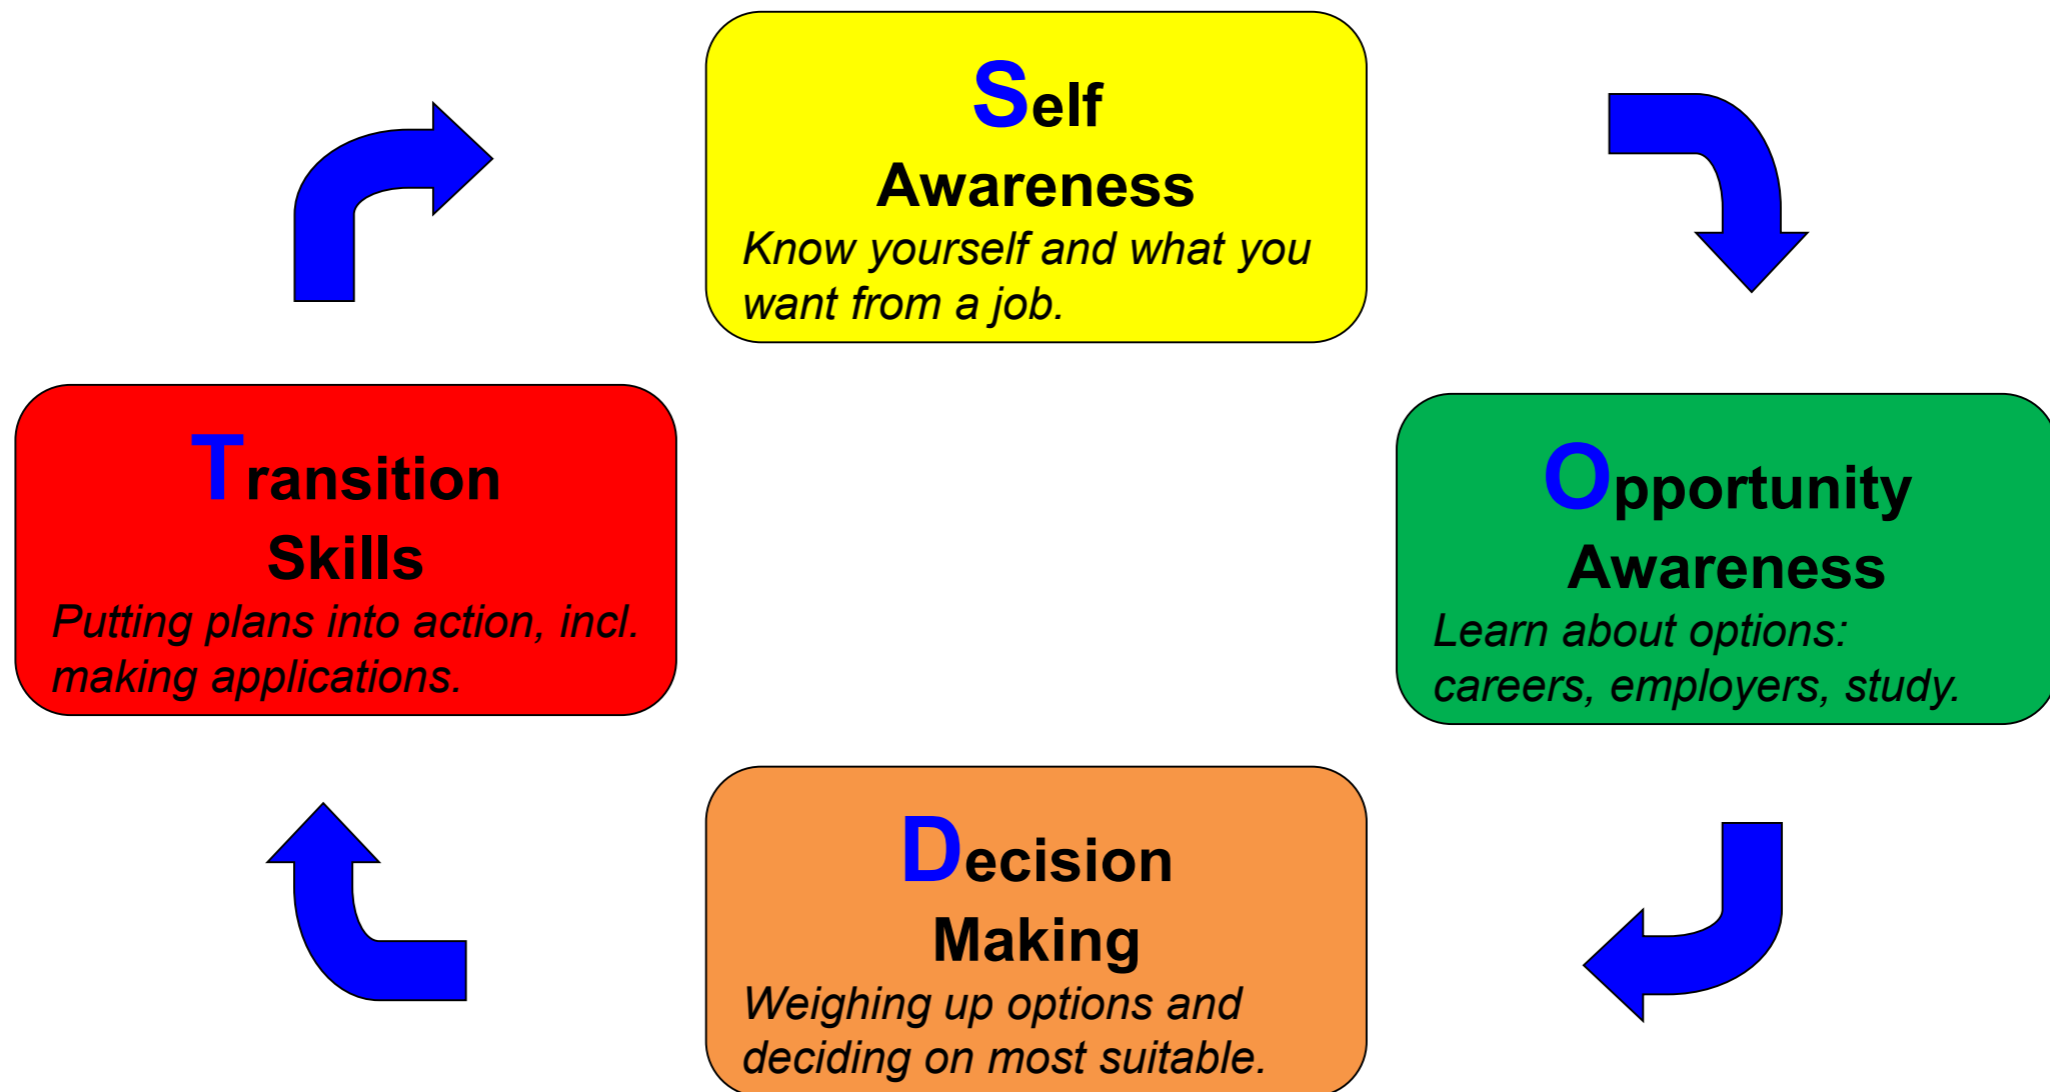 Self
Awareness
Know yourself and what you
want from a job.
Transition
Skills
Putting plans into action, incl.
making applications.
Opportunity
Awareness
Learn about options:
careers, employers, study.
Decision
Making
Weighing up options and
deciding on most suitable.